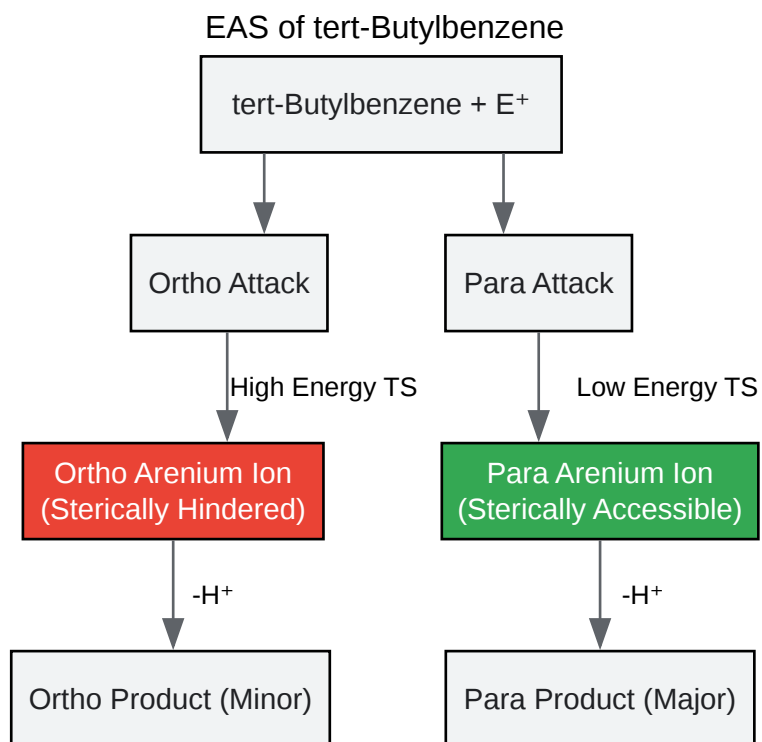 EAS of tert-Butylbenzene
tert-Butylbenzene + E⁺
Ortho Attack
Para Attack
High Energy TS
Low Energy TS
Ortho Arenium Ion
(Sterically Hindered)
Para Arenium Ion
(Sterically Accessible)
-H⁺
-H⁺
Ortho Product (Minor)
Para Product (Major)